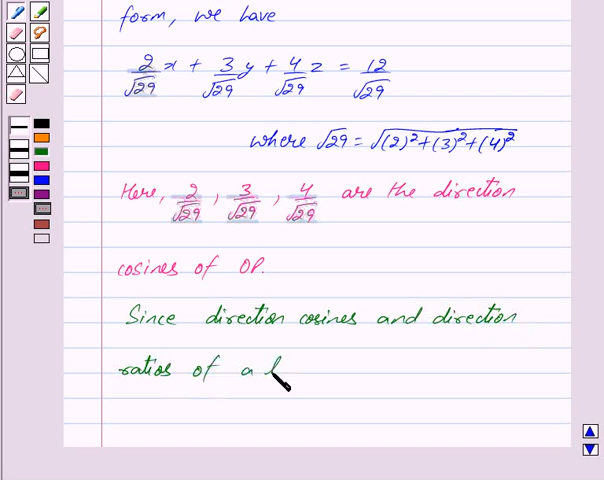 form, we have
2/√29 x + 3/√29 y + 4/√29 z = 12/√29
where √29 = √(2)²+(3)²+(4)²
Here, 2/√29 , 3/√29 , 4/√29 are the direction
cosines of OP.
Since direction cosines and direction
ratios of a